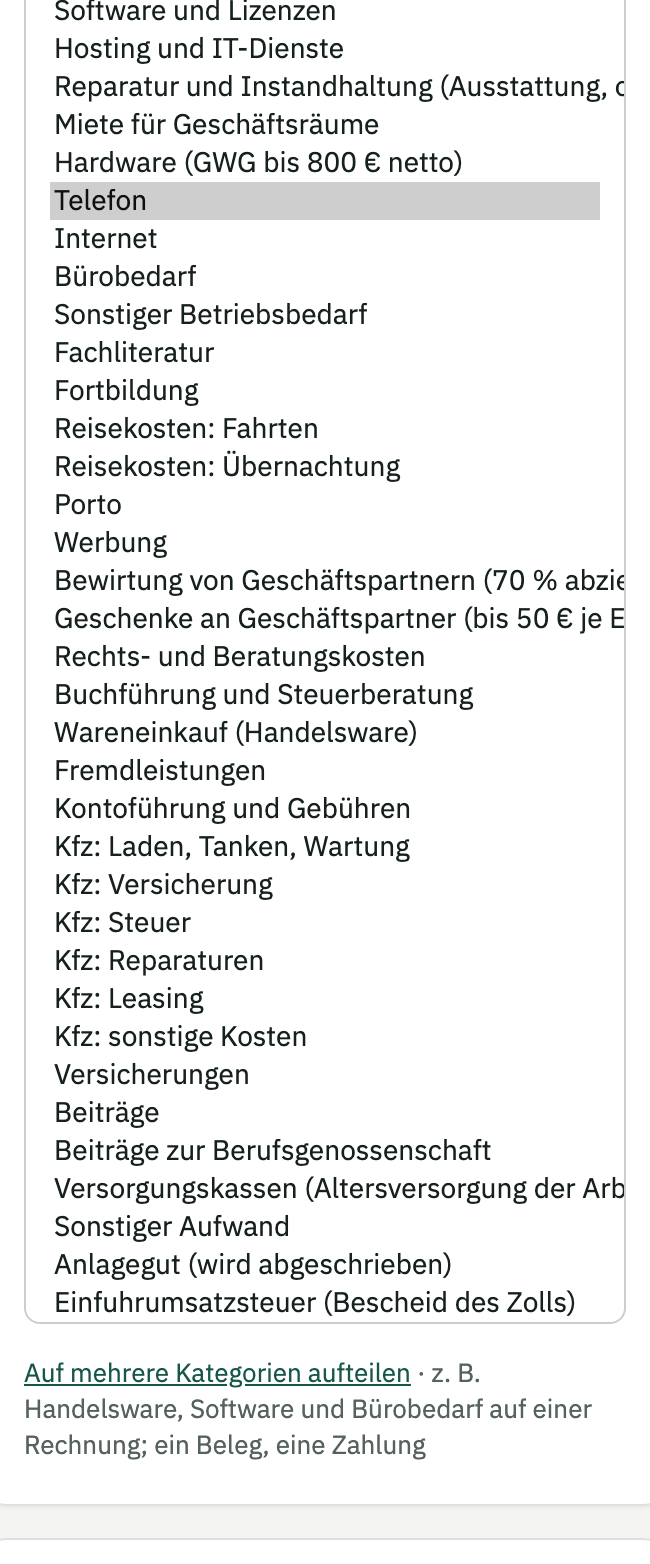 Software und Lizenzen
Hosting und IT-Dienste
Reparatur und Instandhaltung (Ausstattung,
Miete für Geschäftsräume
Hardware (GWG bis 800 € netto)
Telefon
Internet
Bürobedarf
Sonstiger Betriebsbedarf
Fachliteratur
Fortbildung
Reisekosten: Fahrten
Reisekosten: Übernachtung
Porto
Werbung
Bewirtung von Geschäftspartnern (70 % abzie
Geschenke an Geschäftspartner (bis 50 € je E
Rechts- und Beratungskosten
Buchführung und Steuerberatung
Wareneinkauf (Handelsware)
Fremdleistungen
Kontoführung und Gebühren
Kfz: Laden, Tanken, Wartung
Kfz: Versicherung
Kfz: Steuer
Kfz: Reparaturen
Kfz: Leasing
Kfz: sonstige Kosten
Versicherungen
Beiträge
Beiträge zur Berufsgenossenschaft
Versorgungskassen (Altersversorgung der Arb
Sonstiger Aufwand
Anlagegut (wird abgeschrieben)
Einfuhrumsatzsteuer (Bescheid des Zolls)
Auf mehrere Kategorien aufteilen · z. B.
Handelsware, Software und Bürobedarf auf einer
Rechnung; ein Beleg, eine Zahlung